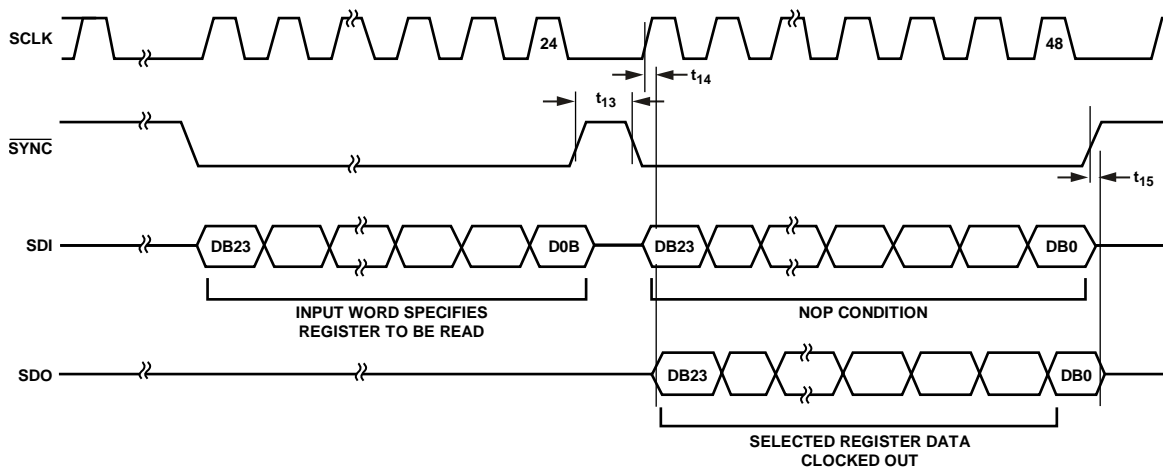 SCLK
24
48
t14
t13
SYNC
t15
SDI
DB23
D0B
DB23
DB0
INPUT WORD SPECIFIES
REGISTER TO BE READ
NOP CONDITION
SDO
DB23
DB0
SELECTED REGISTER DATA
CLOCKED OUT